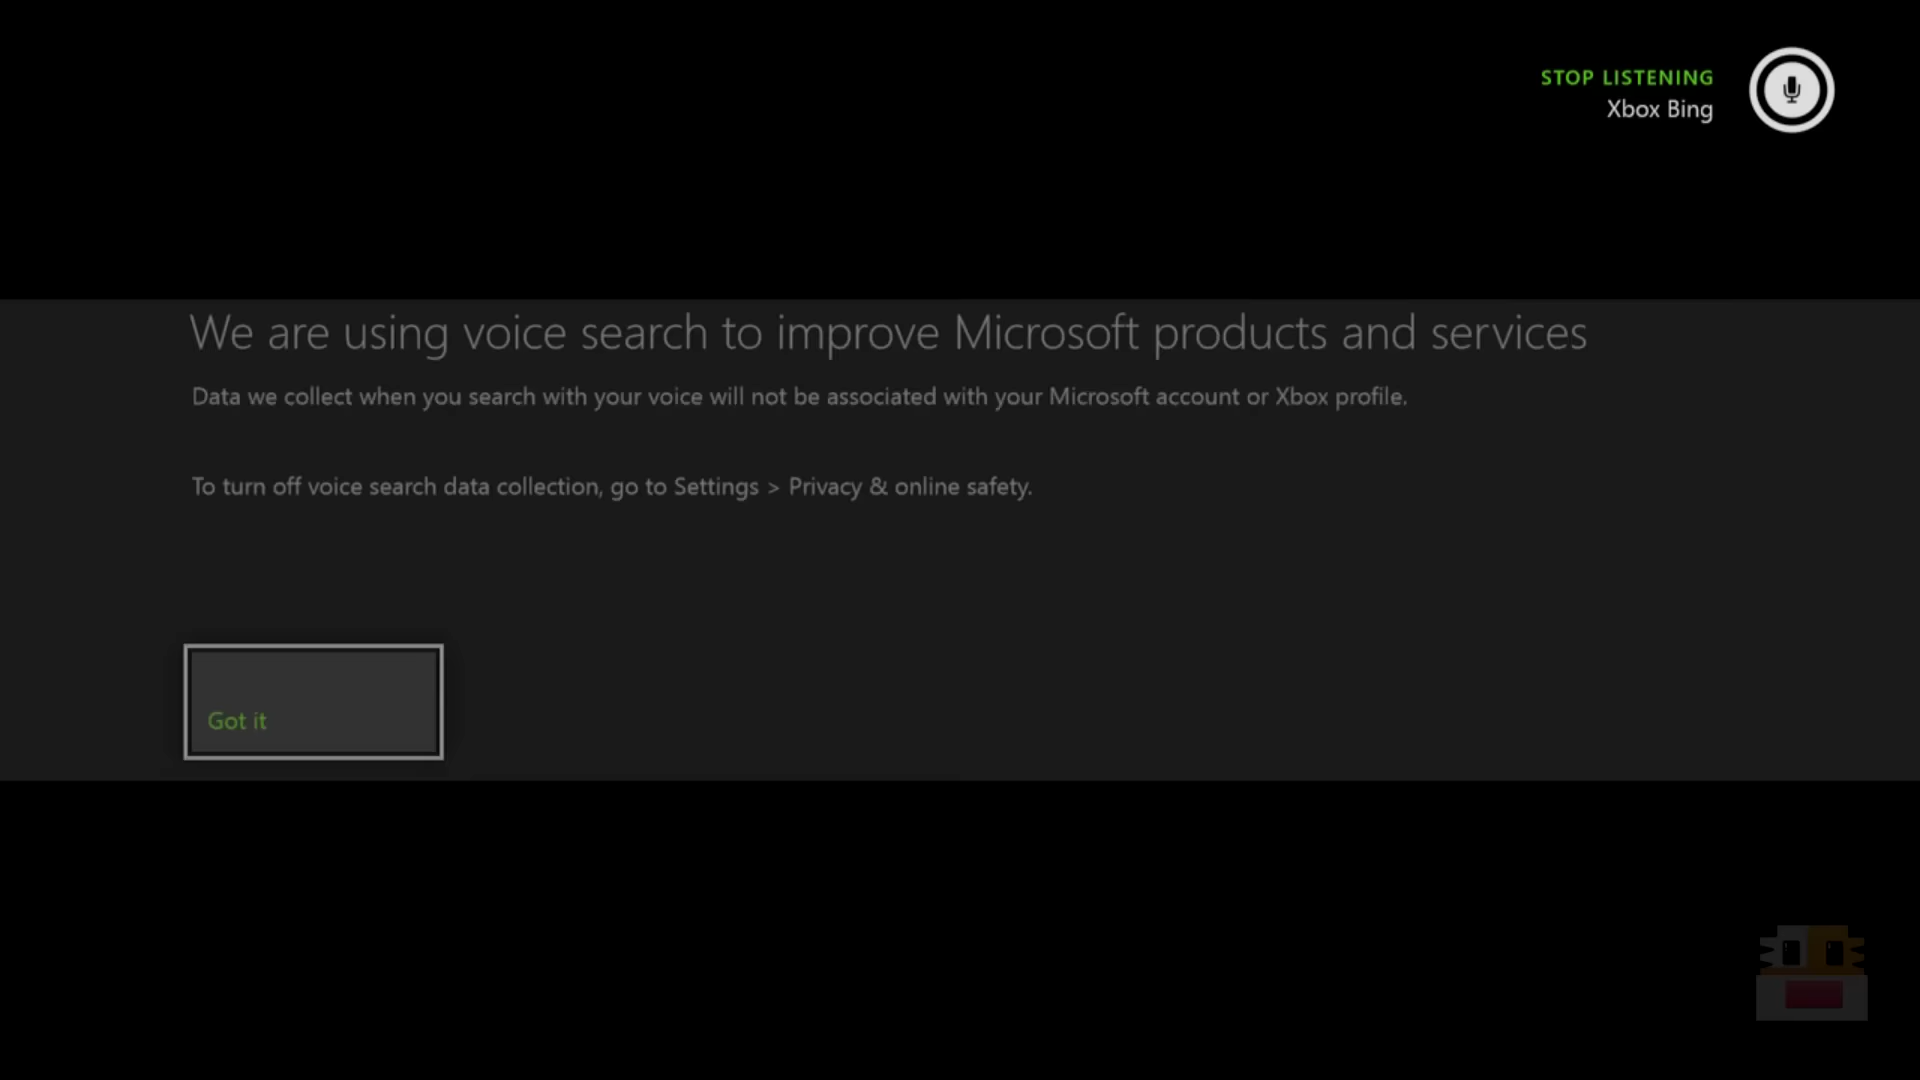 STOP LISTENING
Xbox Bing
We are using voice search to improve Microsoft products and services
Data we collect when you search with your voice will not be associated with your Microsoft account or Xbox profile.
To turn off voice search data collection, go to Settings > Privacy & online safety.
Got it